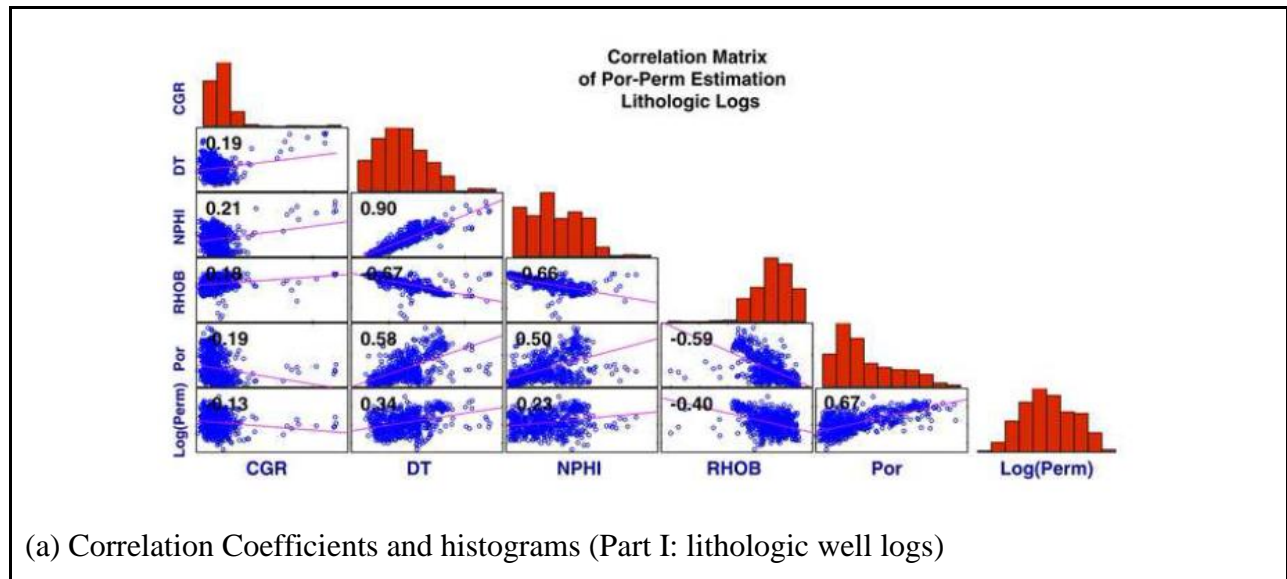 Correlation Matrix
of Por-Perm Estimation
Lithologic Logs
CGR
DT
0.19
NPHI
0.21
0.90
RHOB
0.18
-0.67
-0.66
Por
-0.19
0.58
0.50
-0.59
Log(Perm)
-0.13
0.34
0.23
-0.40
0.67
CGR
DT
NPHI
RHOB
Por
Log(Perm)
(a) Correlation Coefficients and histograms (Part I: lithologic well logs)